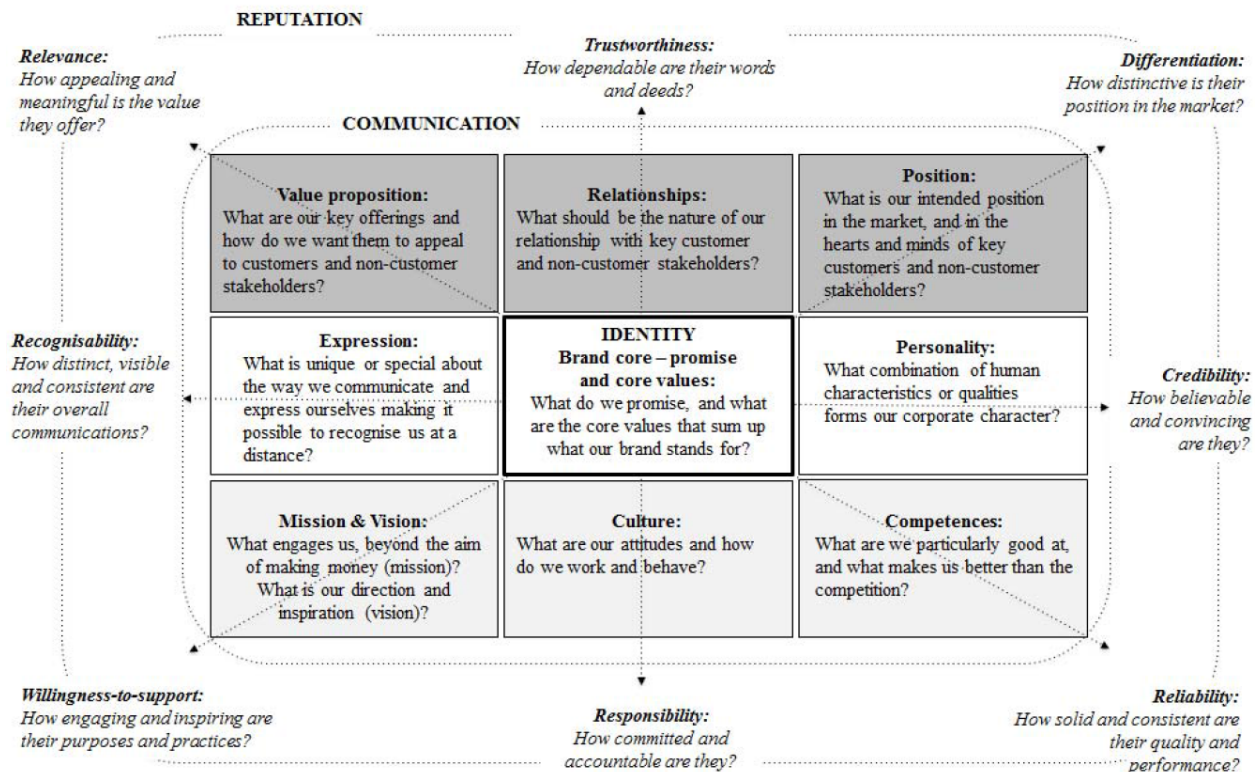 REPUTATION
Relevance:
How appealing and
meaningful is the value
they offer?
Trustworthiness:
How dependable are their words
and deeds?
Differentiation:
How distinctive is their
position in the market?
COMMUNICATION
Value proposition:
What are our key offerings and
how do we want them to appeal
to customers and non-customer
stakeholders?
Relationships:
What should be the nature of our
relationship with key customer
and non-customer stakeholders?
Position:
What is our intended position
in the market, and in the
hearts and minds of key
customers and non-customer
stakeholders?
Recognisability:
How distinct, visible
and consistent are
their overall
communications?
Expression:
What is unique or special about
the way we communicate and
express ourselves making it
possible to recognise us at a
distance?
IDENTITY
Brand core – promise
and core values:
What do we promise, and what
are the core values that sum up
what our brand stands for?
Personality:
What combination of human
characteristics or qualities
forms our corporate character?
Credibility:
How believable
and convincing
are they?
Mission & Vision:
What engages us, beyond the aim
of making money (mission)?
What is our direction and
inspiration (vision)?
Culture:
What are our attitudes and how
do we work and behave?
Competences:
What are we particularly good at,
and what makes us better than the
competition?
Willingness-to-support:
How engaging and inspiring are
their purposes and practices?
Responsibility:
How committed and
accountable are they?
Reliability:
How solid and consistent are
their quality and
performance?